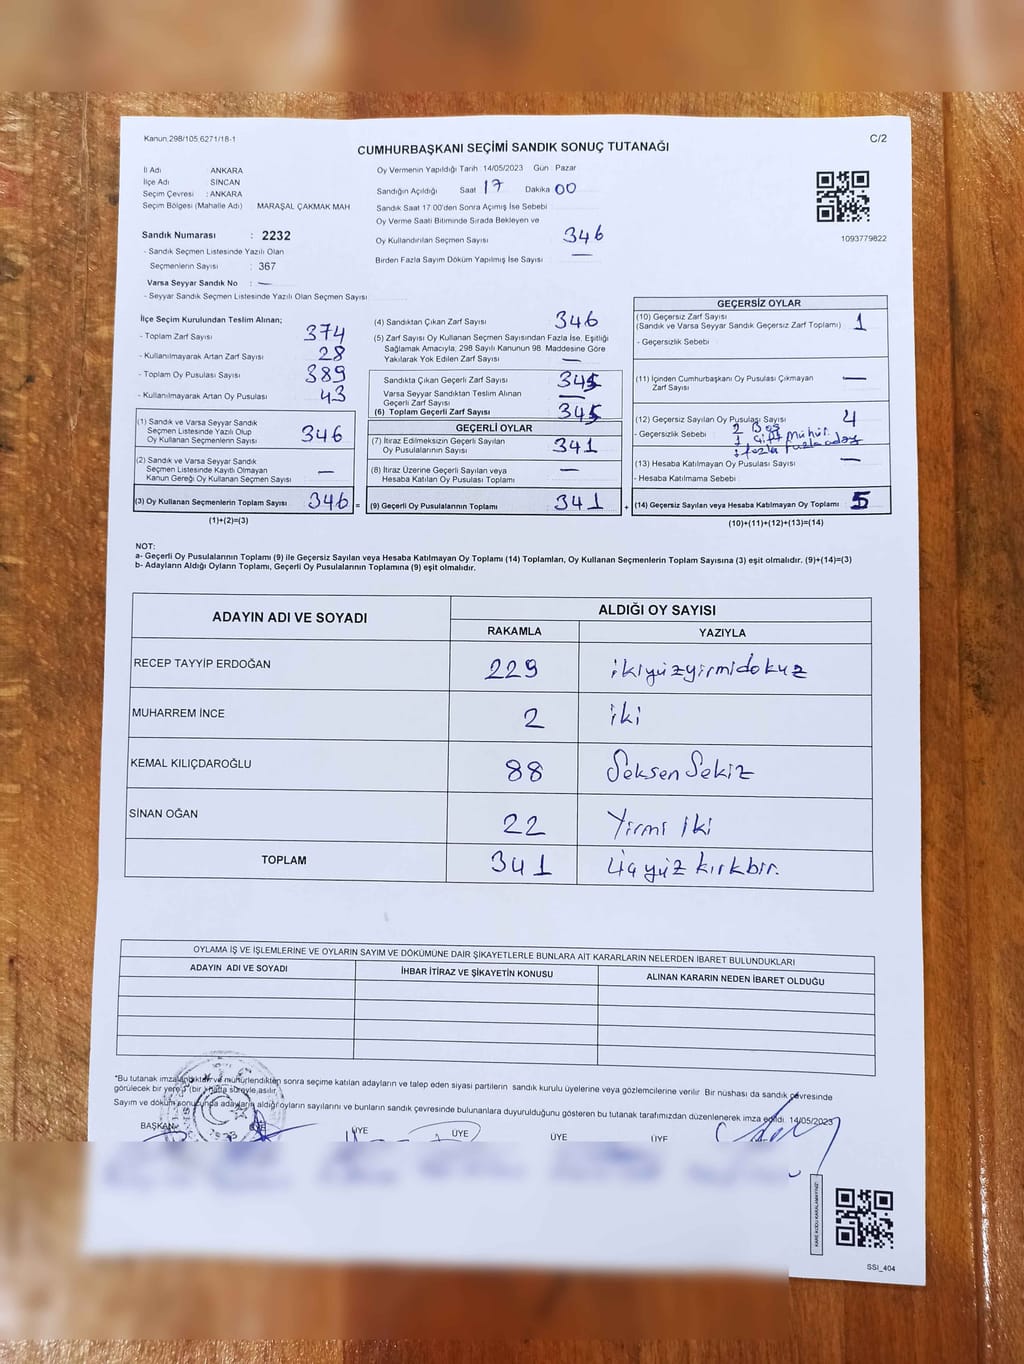 Kanun 298/105,6271/18-1
C/2
CUMHURBAŞKANI SEÇİMİ SANDIK SONUÇ TUTANAĞI
İl Adı ANKARA
İlçe Adı SİNCAN
Seçim Çevresi : ANKARA
Seçim Bölgesi (Mahalle Adı) MARAŞAL ÇAKMAK MAH
Sandık Numarası : 2232
- Sandık Seçmen Listesinde Yazılı Olan
Seçmenlerin Sayısı : 367
Varsa Seyyar Sandık No : —
- Seyyar Sandık Seçmen Listesinde Yazılı Olan Seçmen Sayısı
Oy Vermenin Yapıldığı Tarih 14/05/2023 Gün Pazar
Sandığın Açıldığı Saat 17 Dakika 00
Sandık Saat 17.00'den Sonra Açmış İse Sebebi
Oy Verme Saati Bitiminde Sırada Bekleyen ve
Oy Kullandırılan Seçmen Sayısı 346
Birden Fazla Sayım Döküm Yapılmış İse Sayısı —
1093779822
İlçe Seçim Kurulundan Teslim Alınan;
- Toplam Zarf Sayısı 374
- Kullanılmayarak Artan Zarf Sayısı 28
- Toplam Oy Pusulası Sayısı 389
- Kullanılmayarak Artan Oy Pusulası 43
(1) Sandık ve Varsa Seyyar Sandık
Seçmen Listesinde Yazılı Olup
Oy Kullanan Seçmenlerin Sayısı 346
(2) Sandık ve Varsa Seyyar Sandık
Seçmen Listesinde Kayıtlı Olmayan
Kanun Gereği Oy Kullanan Seçmen Sayısı —
(3) Oy Kullanan Seçmenlerin Toplam Sayısı 346 =
(1)+(2)=(3)
(4) Sandıktan Çıkan Zarf Sayısı 346
(5) Zarf Sayısı Oy Kullanan Seçmen Sayısından Fazla İse, Eşitliği
Sağlamak Amacıyla, 298 Sayılı Kanunun 98. Maddesine Göre
Yakılarak Yok Edilen Zarf Sayısı —
Sandıkta Çıkan Geçerli Zarf Sayısı 345
Varsa Seyyar Sandıktan Teslim Alınan
Geçerli Zarf Sayısı —
(6) Toplam Geçerli Zarf Sayısı 345
GEÇERLİ OYLAR
(7) İtiraz Edilmeksizin Geçerli Sayılan
Oy Pusulalarının Sayısı 341
(8) İtiraz Üzerine Geçerli Sayılan veya
Hesaba Katılan Oy Pusulası Toplamı —
(9) Geçerli Oy Pusulalarının Toplamı 341 +
GEÇERSİZ OYLAR
(10) Geçersiz Zarf Sayısı
(Sandık ve Varsa Seyyar Sandık Geçersiz Zarf Toplamı) 1
- Geçersizlik Sebebi
(11) İçinden Cumhurbaşkanı Oy Pusulası Çıkmayan
Zarf Sayısı —
(12) Geçersiz Sayılan Oy Pusulası Sayısı 4
- Geçersizlik Sebebi 2 Boş
1 çift mühür
1 fazla aday
(13) Hesaba Katılmayan Oy Pusulası Sayısı —
- Hesaba Katılmama Sebebi
(14) Geçersiz Sayılan veya Hesaba Katılmayan Oy Toplamı 5
(10)+(11)+(12)+(13)=(14)
NOT:
a- Geçerli Oy Pusulalarının Toplamı (9) ile Geçersiz Sayılan veya Hesaba Katılmayan Oy Toplamı (14) Toplamları, Oy Kullanan Seçmenlerin Toplam Sayısına (3) eşit olmalıdır. (9)+(14)=(3)
b- Adayların Aldığı Oyların Toplamı, Geçerli Oy Pusulalarının Toplamına (9) eşit olmalıdır.
ADAYIN ADI VE SOYADI ALDIĞI OY SAYISI
RAKAMLA YAZIYLA
RECEP TAYYİP ERDOĞAN 229 ikiyüzyirmidokuz
MUHARREM İNCE 2 iki
KEMAL KILIÇDAROĞLU 88 Seksen Sekiz
SİNAN OĞAN 22 Yirmi iki
TOPLAM 341 Üçyüz kırkbir.
OYLAMA İŞ VE İŞLEMLERİNE VE OYLARIN SAYIM VE DÖKÜMÜNE DAİR ŞİKAYETLERLE BUNLARA AİT KARARLARIN NELERDEN İBARET BULUNDUKLARI
ADAYIN ADI VE SOYADI İHBAR İTİRAZ VE ŞİKAYETİN KONUSU ALINAN KARARIN NEDEN İBARET OLDUĞU
"Bu tutanak imzalandıktan ve mühürlendikten sonra seçime katılan adayların ve talep eden siyasi partilerin sandık kurulu üyelerine veya gözlemcilerine verilir. Bir nüshası da sandık çevresinde
görülecek bir yere 7 (bir) hafta süreyle asılır.
Sayım ve döküm sonucunda adayların aldığı oyların sayılarını ve bunların sandık çevresinde bulunanlara duyurulduğunu gösteren bu tutanak tarafımızdan düzenlenerek imza edildi. 14/05/2023
BAŞKAN ÜYE ÜYE ÜYE ÜYE ÜYE
KARE KODU KARALAMAYINIZ!
SSİ_404